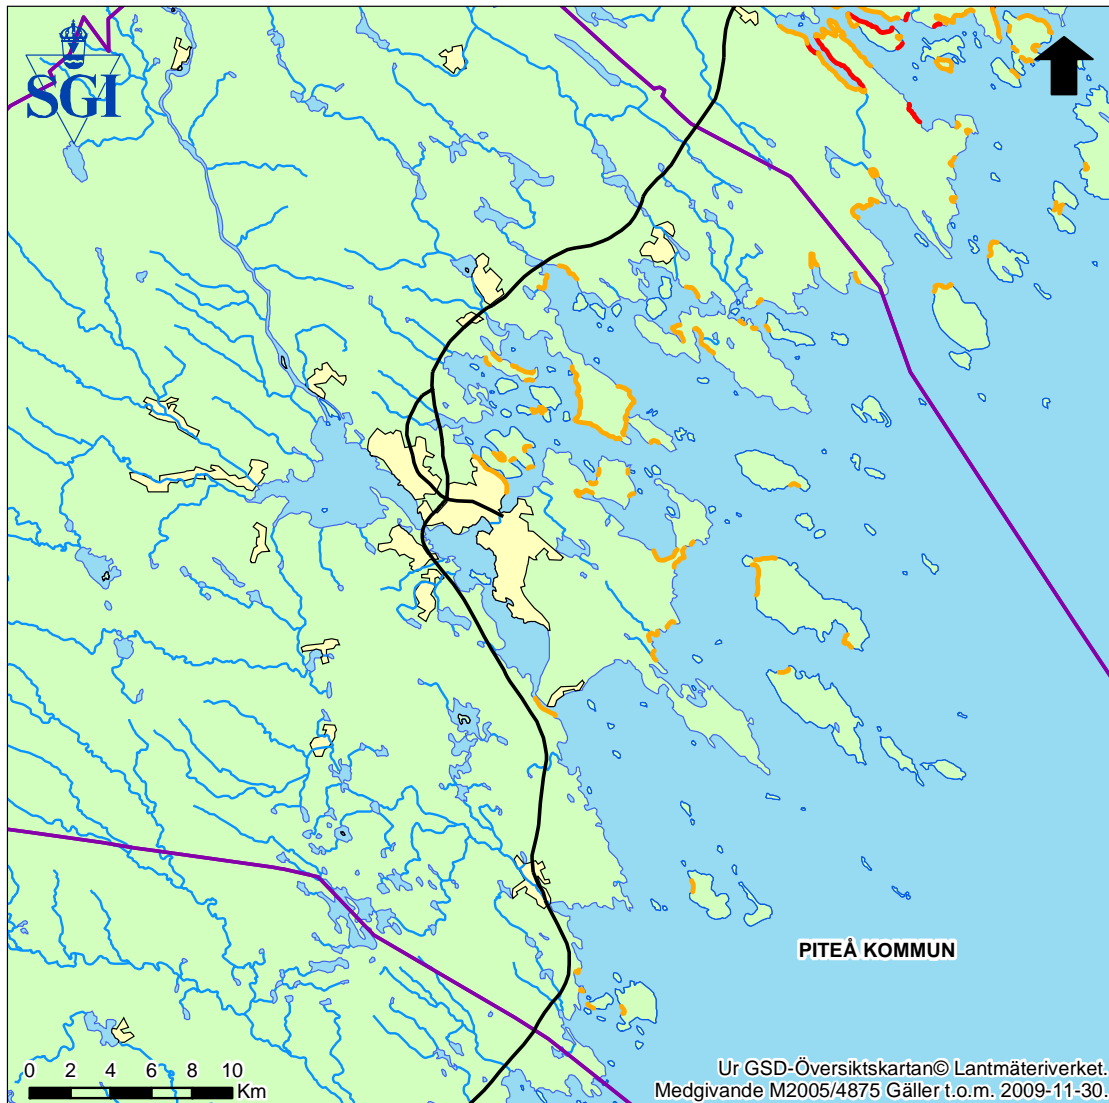 SGI
PITEÅ KOMMUN
0 2 4 6 8 10
Km
Ur GSD-Översiktskartan© Lantmäteriverket.
Medgivande M2005/4875 Gäller t.o.m. 2009-11-30.